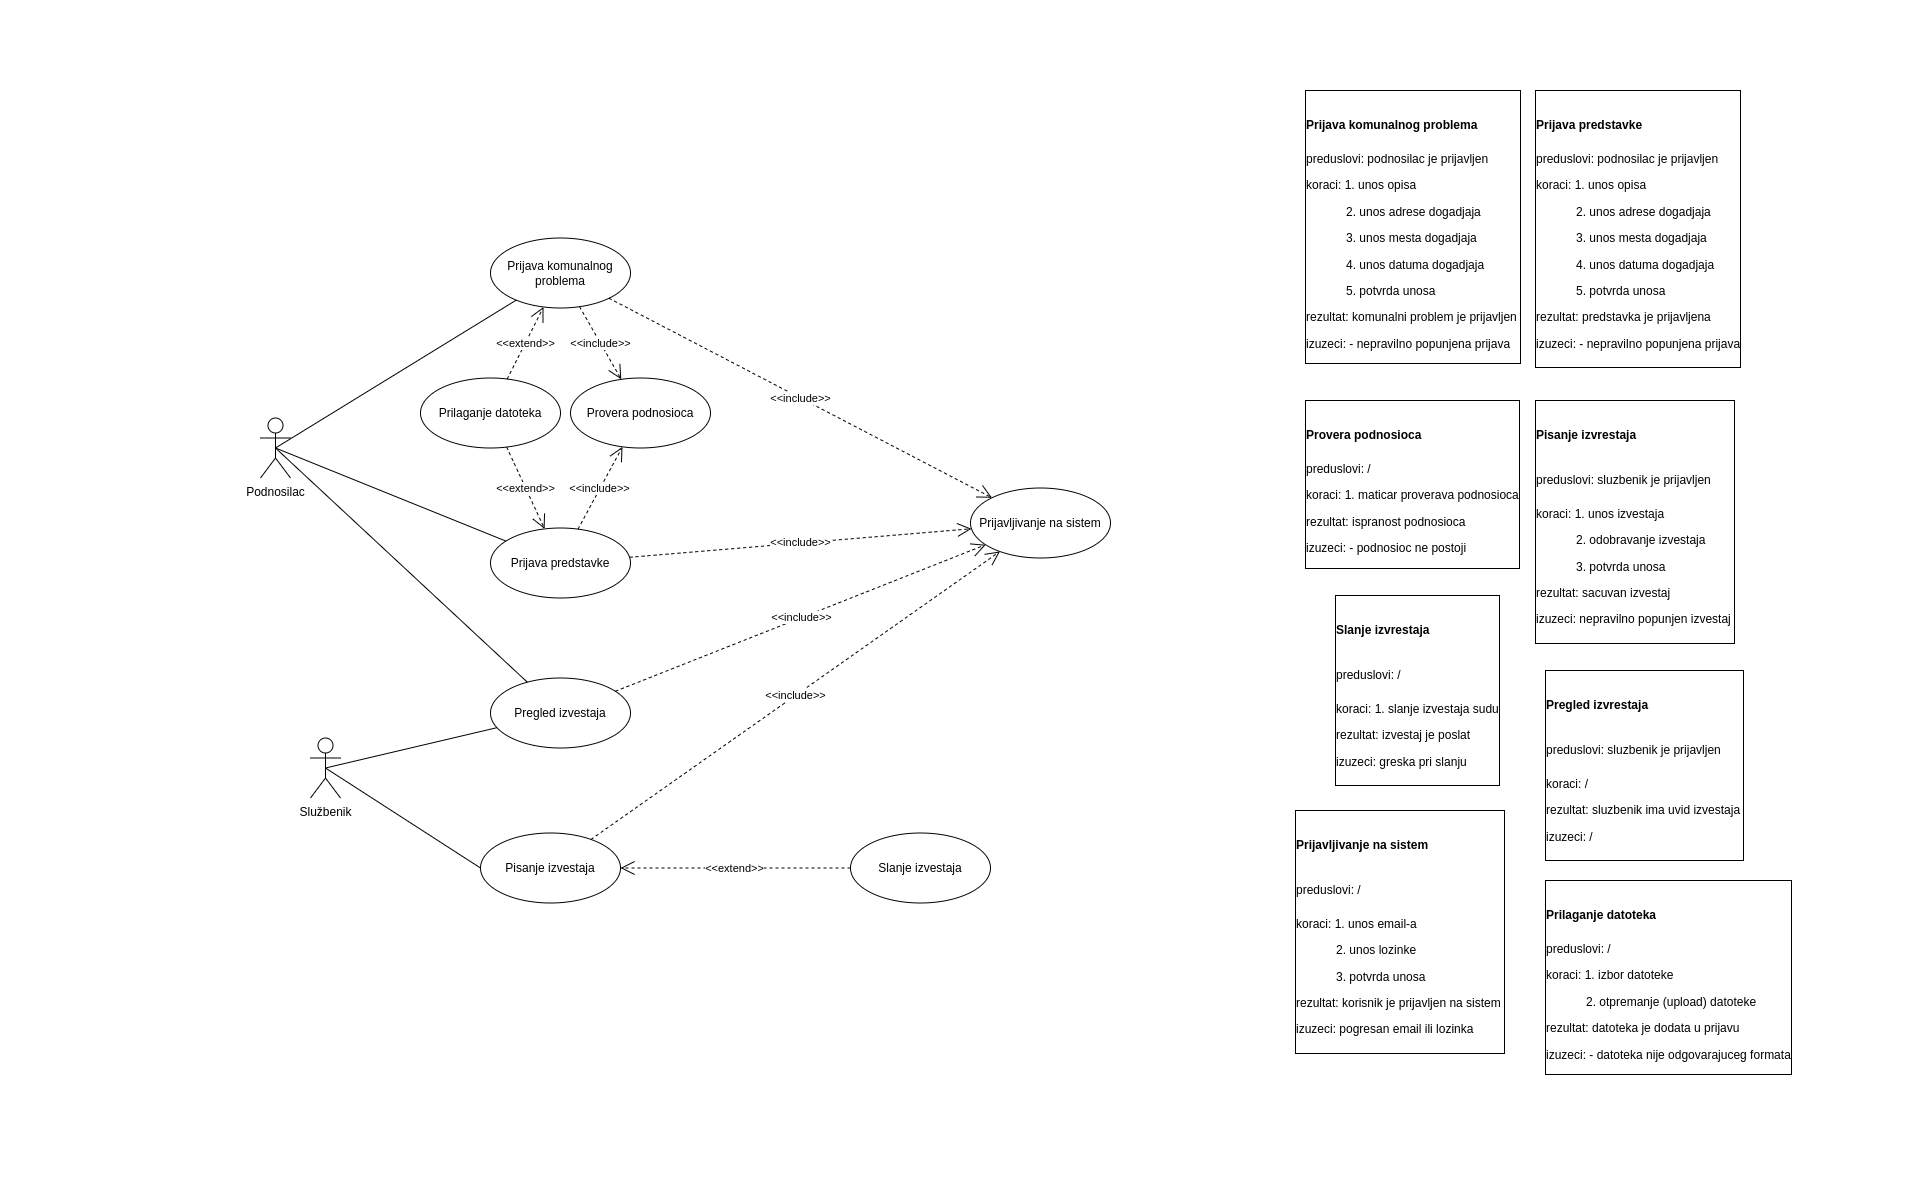 Prijava komunalnog
problema
<<extend>>
<<include>>
<<include>>
Prilaganje datoteka
Provera podnosioca
Podnosilac
<<extend>>
<<include>>
Prijavljivanje na sistem
<<include>>
Prijava predstavke
<<include>>
<<include>>
Pregled izvestaja
Službenik
Pisanje izvestaja
<<extend>>
Slanje izvestaja
Prijava komunalnog problema
preduslovi: podnosilac je prijavljen
koraci: 1. unos opisa
2. unos adrese dogadjaja
3. unos mesta dogadjaja
4. unos datuma dogadjaja
5. potvrda unosa
rezultat: komunalni problem je prijavljen
izuzeci: - nepravilno popunjena prijava
Prijava predstavke
preduslovi: podnosilac je prijavljen
koraci: 1. unos opisa
2. unos adrese dogadjaja
3. unos mesta dogadjaja
4. unos datuma dogadjaja
5. potvrda unosa
rezultat: predstavka je prijavljena
izuzeci: - nepravilno popunjena prijava
Provera podnosioca
preduslovi: /
koraci: 1. maticar proverava podnosioca
rezultat: ispranost podnosioca
izuzeci: - podnosioc ne postoji
Pisanje izvrestaja
preduslovi: sluzbenik je prijavljen
koraci: 1. unos izvestaja
2. odobravanje izvestaja
3. potvrda unosa
rezultat: sacuvan izvestaj
izuzeci: nepravilno popunjen izvestaj
Slanje izvrestaja
preduslovi: /
koraci: 1. slanje izvestaja sudu
rezultat: izvestaj je poslat
izuzeci: greska pri slanju
Pregled izvrestaja
preduslovi: sluzbenik je prijavljen
koraci: /
rezultat: sluzbenik ima uvid izvestaja
izuzeci: /
Prijavljivanje na sistem
preduslovi: /
koraci: 1. unos email-a
2. unos lozinke
3. potvrda unosa
rezultat: korisnik je prijavljen na sistem
izuzeci: pogresan email ili lozinka
Prilaganje datoteka
preduslovi: /
koraci: 1. izbor datoteke
2. otpremanje (upload) datoteke
rezultat: datoteka je dodata u prijavu
izuzeci: - datoteka nije odgovarajuceg formata